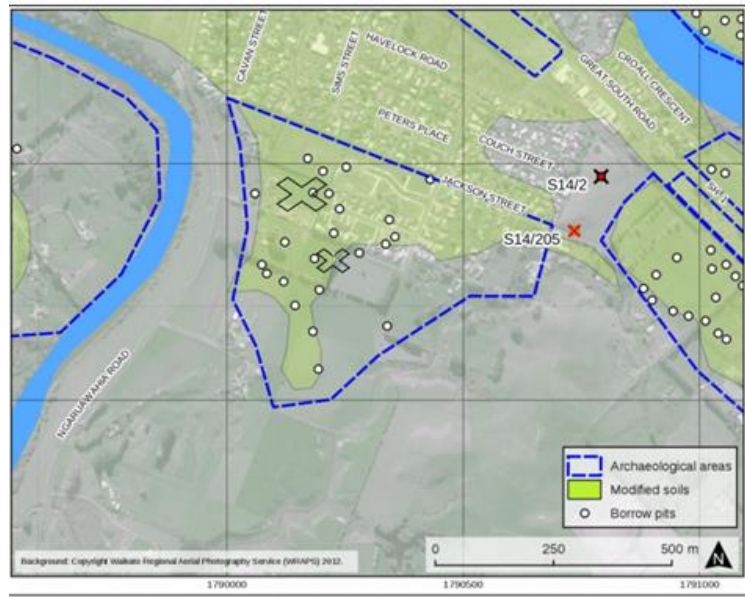 CAVAN STREET
SIMS STREET
HAVELOCK ROAD
GREAT SOUTH ROAD
CROALL CRESCENT
PETERS PLACE
COUCH STREET
JACKSON STREET
S14/2
SH 1
S14/205
NGARUAWAHIA ROAD
Archaeological areas
Modified soils
Borrow pits
0 250 500 m
N
Background: Copyright Waikato Regional Aerial Photography Service (WRAPS) 2012.
1790000 1790500 1791000